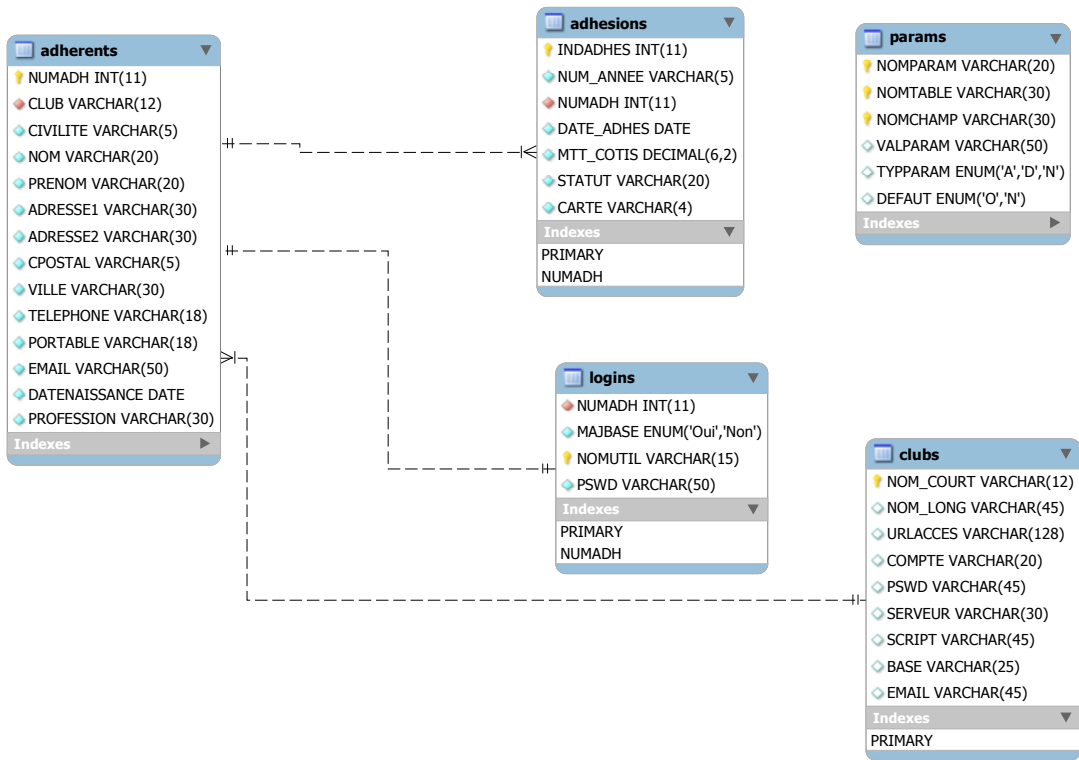 adherents
NUMADH INT(11)
CLUB VARCHAR(12)
CIVILITE VARCHAR(5)
NOM VARCHAR(20)
PRENOM VARCHAR(20)
ADRESSE1 VARCHAR(30)
ADRESSE2 VARCHAR(30)
CPOSTAL VARCHAR(5)
VILLE VARCHAR(30)
TELEPHONE VARCHAR(18)
PORTABLE VARCHAR(18)
EMAIL VARCHAR(50)
DATENAISSANCE DATE
PROFESSION VARCHAR(30)
Indexes
adhesions
INDADHES INT(11)
NUM_ANNEE VARCHAR(5)
NUMADH INT(11)
DATE_ADHES DATE
MTT_COTIS DECIMAL(6,2)
STATUT VARCHAR(20)
CARTE VARCHAR(4)
Indexes
PRIMARY
NUMADH
params
NOMPARAM VARCHAR(20)
NOMTABLE VARCHAR(30)
NOMCHAMP VARCHAR(30)
VALPARAM VARCHAR(50)
TYPPARAM ENUM('A','D','N')
DEFAUT ENUM('O','N')
Indexes
logins
NUMADH INT(11)
MAJBASE ENUM('Oui','Non')
NOMUTIL VARCHAR(15)
PSWD VARCHAR(50)
Indexes
PRIMARY
NUMADH
clubs
NOM_COURT VARCHAR(12)
NOM_LONG VARCHAR(45)
URLACCES VARCHAR(128)
COMPTE VARCHAR(20)
PSWD VARCHAR(45)
SERVEUR VARCHAR(30)
SCRIPT VARCHAR(45)
BASE VARCHAR(25)
EMAIL VARCHAR(45)
Indexes
PRIMARY